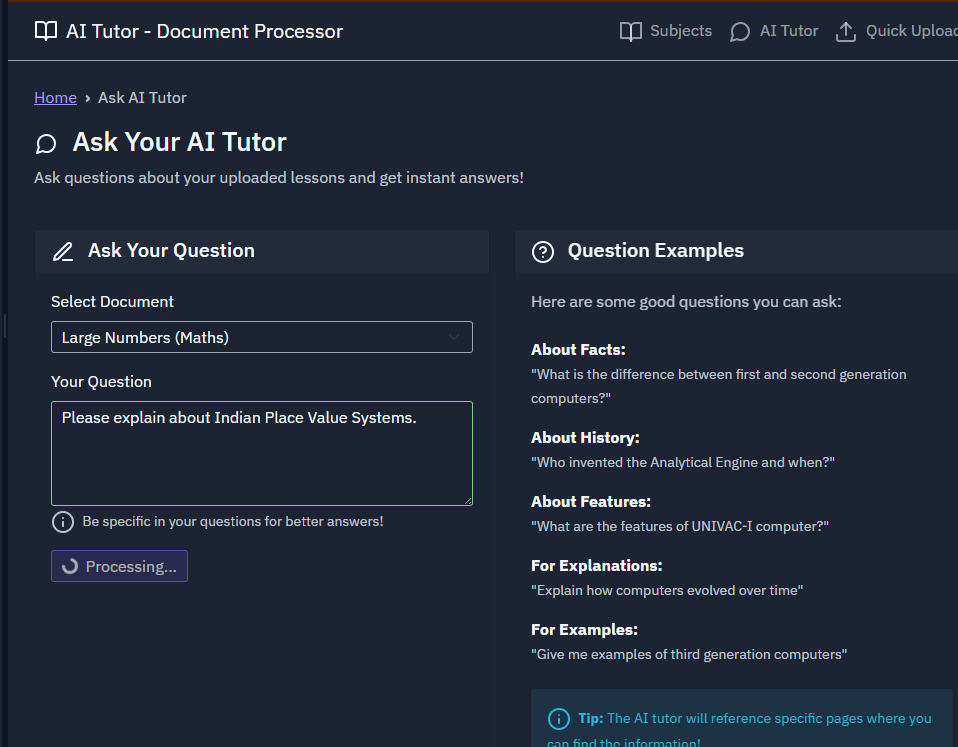 AI Tutor - Document Processor
Subjects
AI Tutor
Quick Upload
Home › Ask AI Tutor
Ask Your AI Tutor
Ask questions about your uploaded lessons and get instant answers!
Ask Your Question
Select Document
Large Numbers (Maths)
Your Question
Please explain about Indian Place Value Systems.
Be specific in your questions for better answers!
Processing...
Question Examples
Here are some good questions you can ask:
About Facts:
"What is the difference between first and second generation
computers?"
About History:
"Who invented the Analytical Engine and when?"
About Features:
"What are the features of UNIVAC-I computer?"
For Explanations:
"Explain how computers evolved over time"
For Examples:
"Give me examples of third generation computers"
Tip: The AI tutor will reference specific pages where you
can find the information!